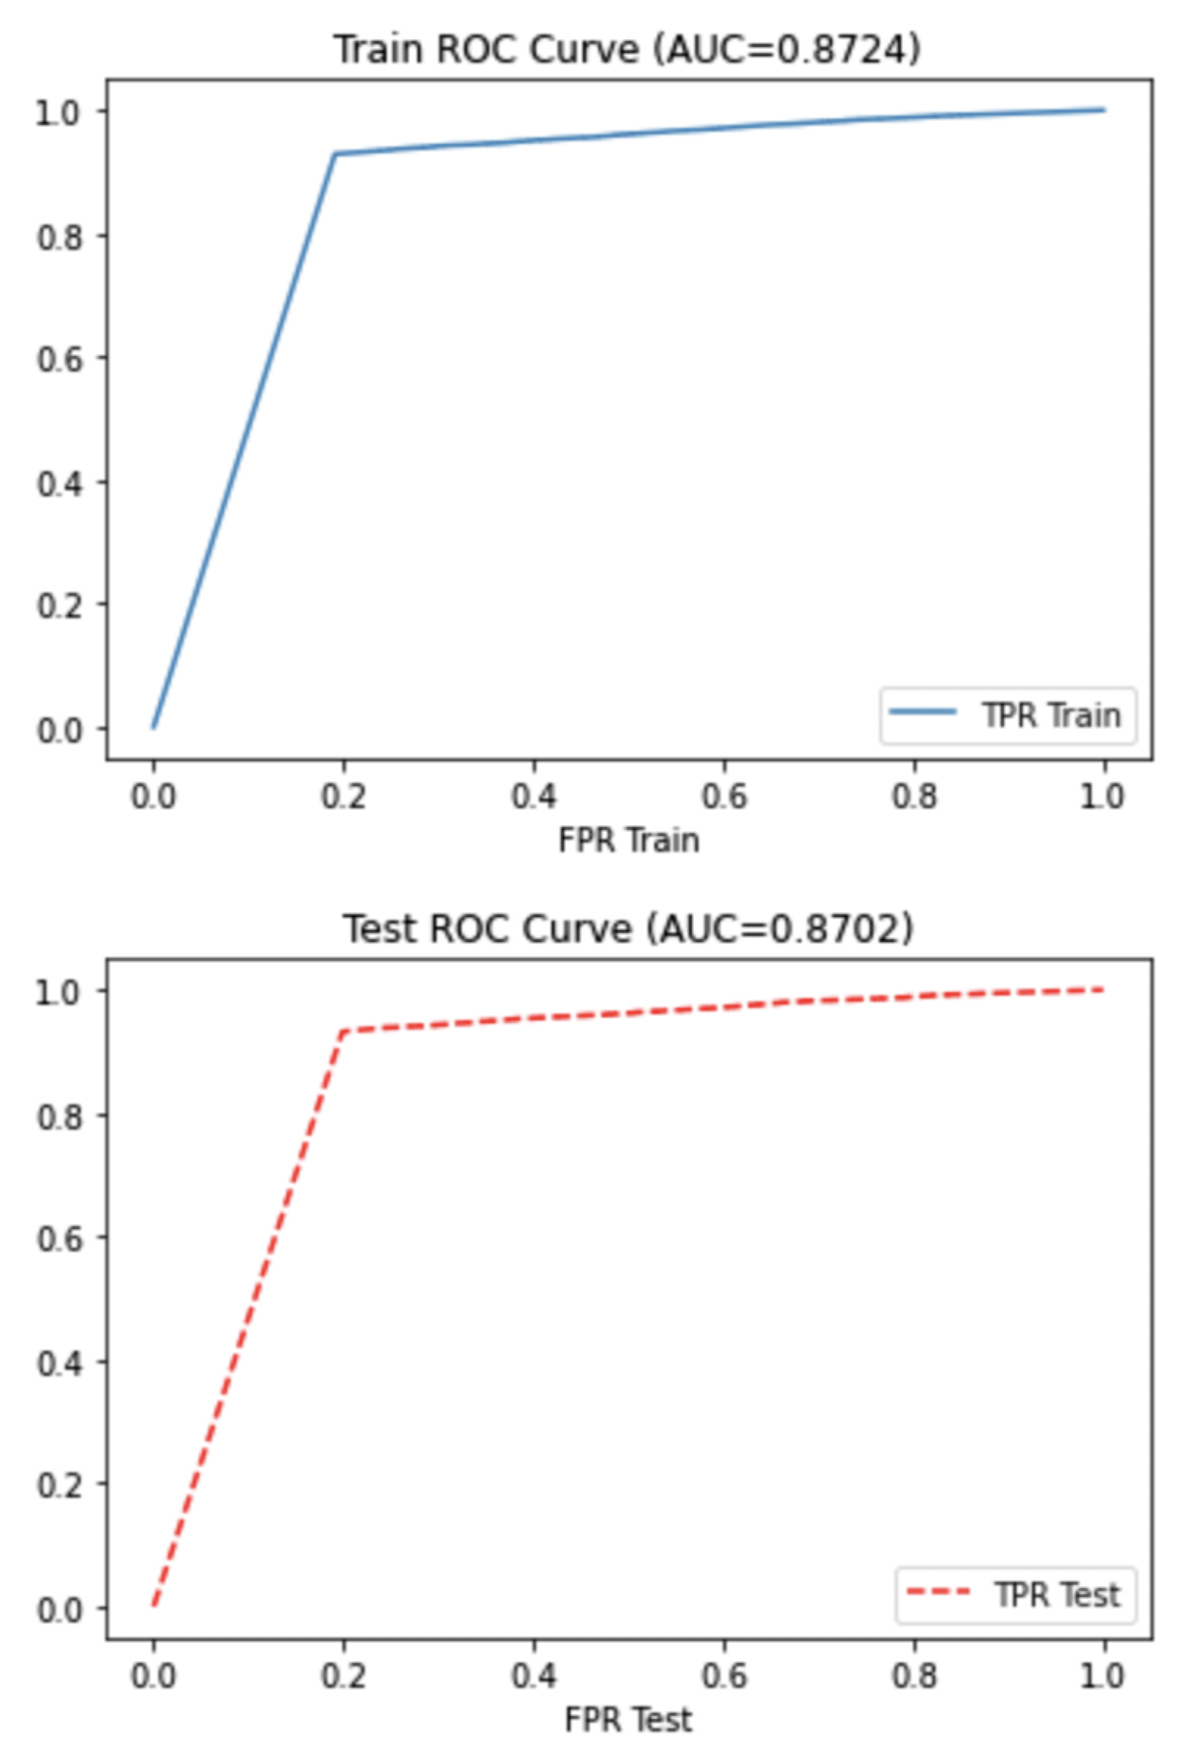 Train ROC Curve (AUC=0.8724)
1.0
0.8
0.6
0.4
0.2
0.0
TPR Train
0.0 0.2 0.4 0.6 0.8 1.0
FPR Train
Test ROC Curve (AUC=0.8702)
1.0
0.8
0.6
0.4
0.2
0.0
TPR Test
0.0 0.2 0.4 0.6 0.8 1.0
FPR Test